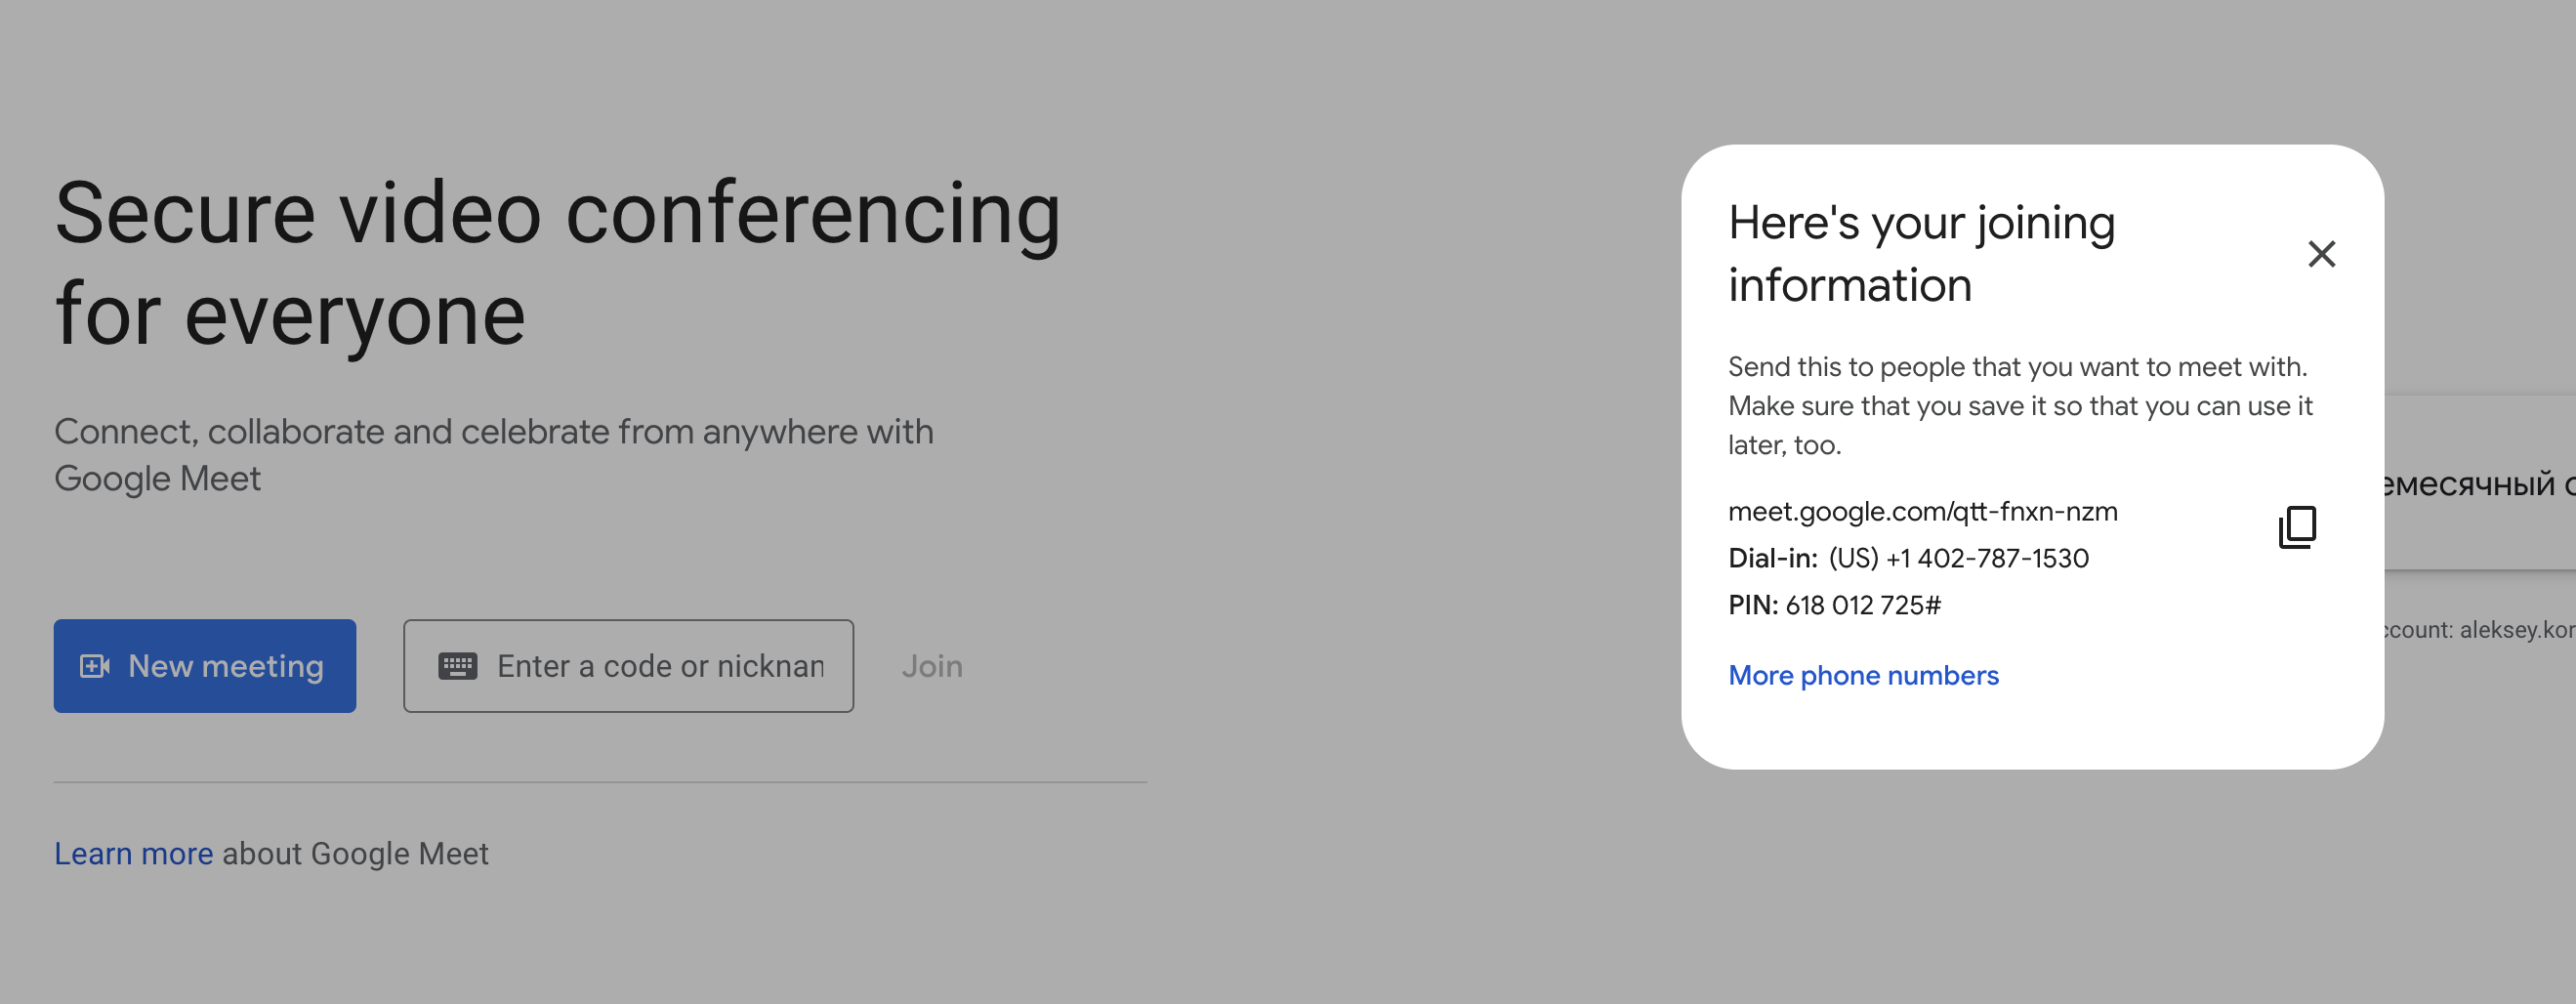 Secure video conferencing
for everyone
Connect, collaborate and celebrate from anywhere with
Google Meet
New meeting
Enter a code or nicknan
Join
Learn more about Google Meet
Here's your joining
information
Send this to people that you want to meet with.
Make sure that you save it so that you can use it
later, too.
meet.google.com/qtt-fnxn-nzm
Dial-in: (US) +1 402-787-1530
PIN: 618 012 725#
More phone numbers
емесячный
ccount: aleksey.kor